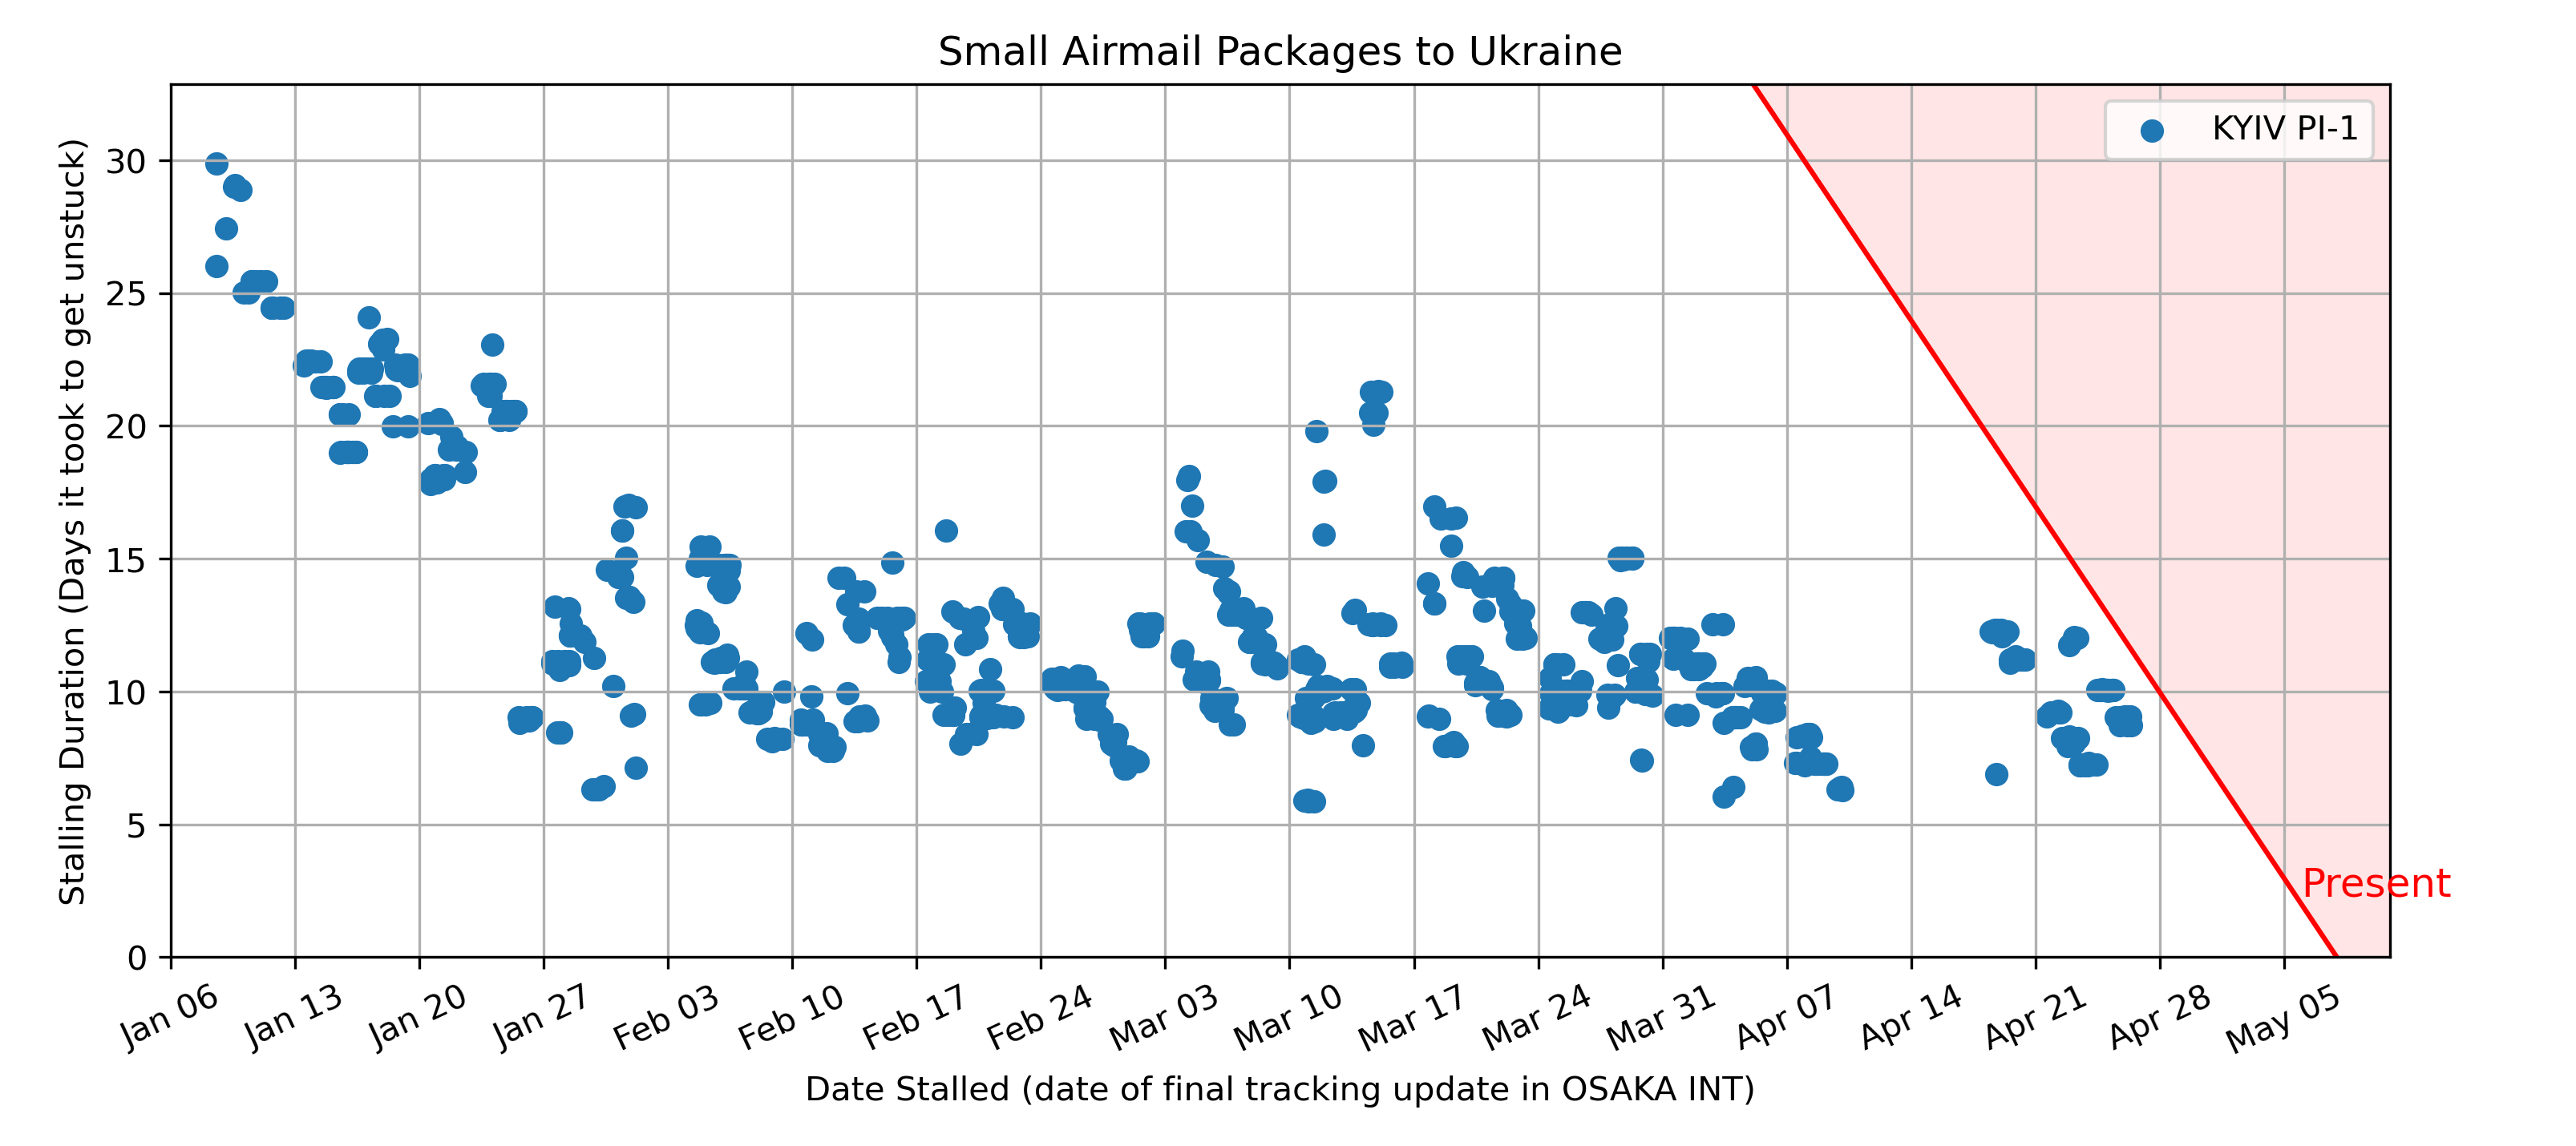 Small Airmail Packages to Ukraine
KYIV PI-1
Stalling Duration (Days it took to get unstuck)
30
25
20
15
10
5
0
Present
Jan 06
Jan 13
Jan 20
Jan 27
Feb 03
Feb 10
Feb 17
Feb 24
Mar 03
Mar 10
Mar 17
Mar 24
Mar 31
Apr 07
Apr 14
Apr 21
Apr 28
May 05
Date Stalled (date of final tracking update in OSAKA INT)